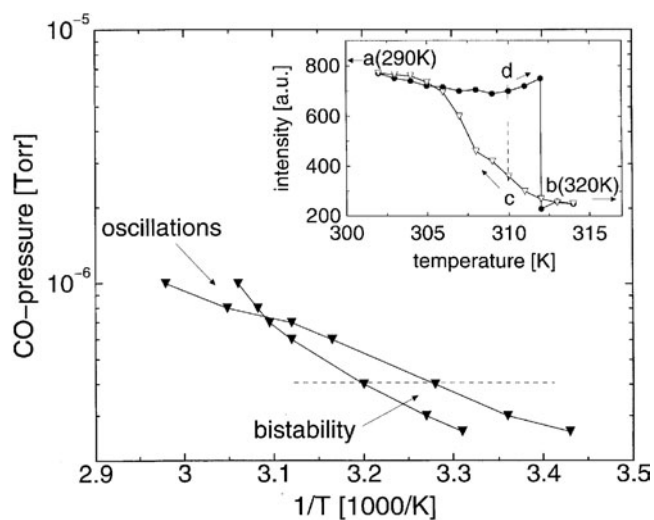 10⁻⁵
CO−pressure [Torr]
10⁻⁶
oscillations
bistability
2.9 3 3.1 3.2 3.3 3.4 3.5
1/T [1000/K]
800
600
400
200
intensity [a.u.]
a(290K)
d
b(320K)
c
300 305 310 315
temperature [K]